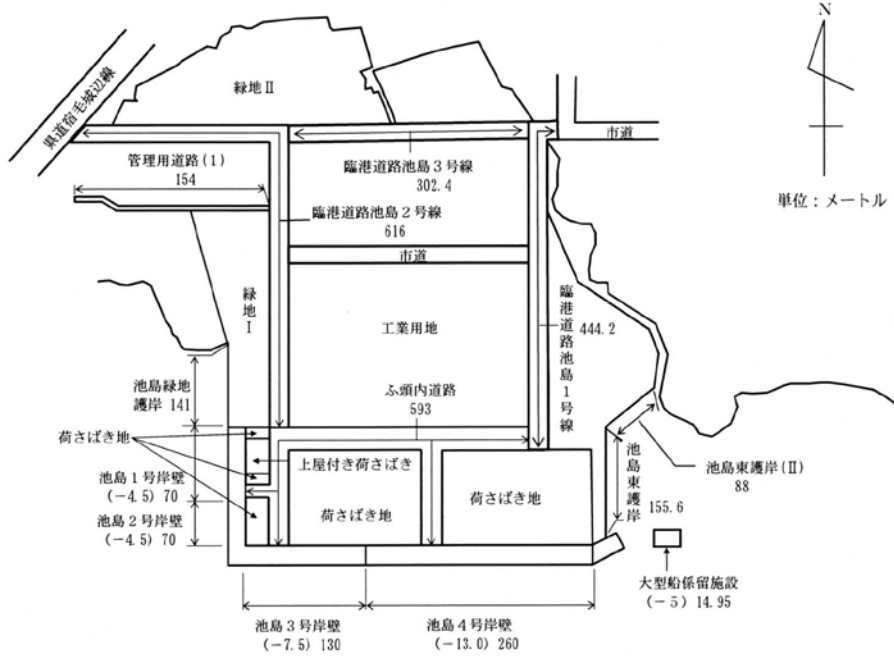 N
県道宿毛城辺線
緑地Ⅱ
市道
管理用道路(1)
154
臨港道路池島3号線
302.4
単位：メートル
臨港道路池島2号線
616
市道
緑地Ⅰ
工業用地
臨港道路池島1号線
444.2
池島緑地
護岸 141
ふ頭内道路
593
荷さばき地
上屋付き荷さばき
池島1号岸壁
(−4.5) 70
荷さばき地
荷さばき地
池島東護岸
155.6
池島東護岸(Ⅱ)
88
池島2号岸壁
(−4.5) 70
大型船係留施設
(−5) 14.95
池島3号岸壁
(−7.5) 130
池島4号岸壁
(−13.0) 260